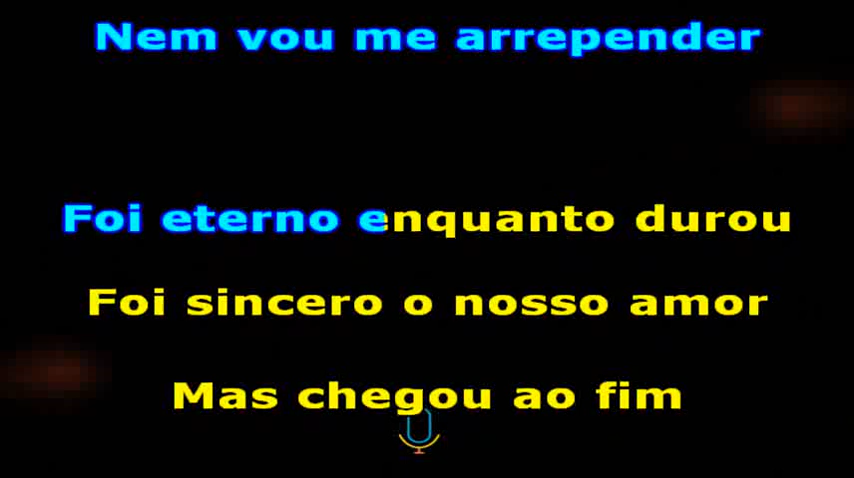 Nem vou me arrepender
Foi eterno enquanto durou
Foi sincero o nosso amor
Mas chegou ao fim